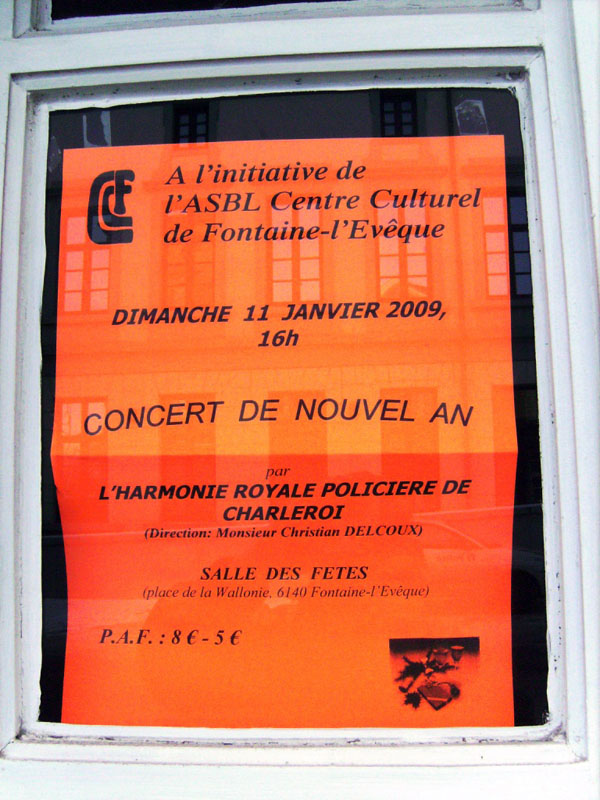 A l'initiative de
l'ASBL Centre Culturel
de Fontaine-l'Evêque
DIMANCHE 11 JANVIER 2009,
16h
CONCERT DE NOUVEL AN
par
L'HARMONIE ROYALE POLICIERE DE
CHARLEROI
(Direction: Monsieur Christian DELCOUX)
SALLE DES FETES
(place de la Wallonie, 6140 Fontaine-l'Evêque)
P.A.F. : 8 € - 5 €